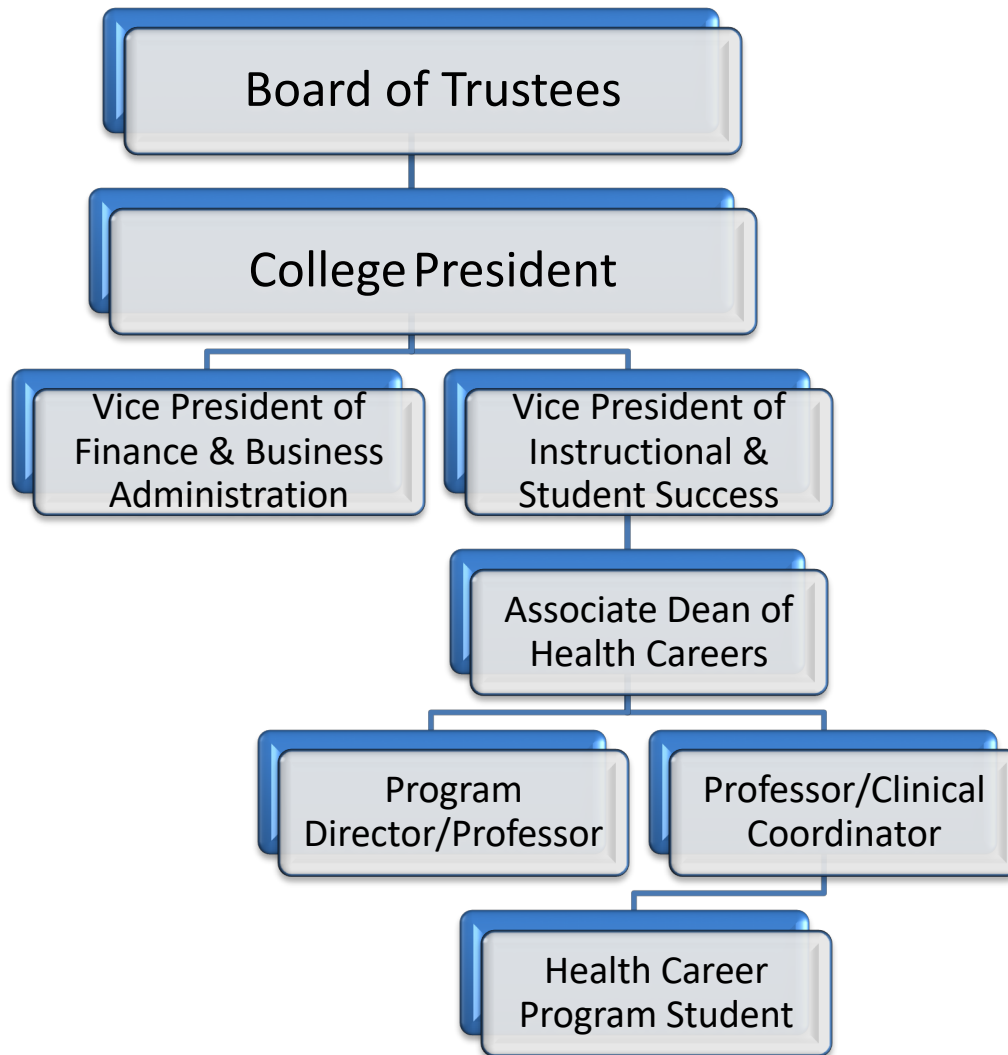 Board of Trustees
College President
Vice President of
Finance & Business
Administration
Vice President of
Instructional &
Student Success
Associate Dean of
Health Careers
Program
Director/Professor
Professor/Clinical
Coordinator
Health Career
Program Student